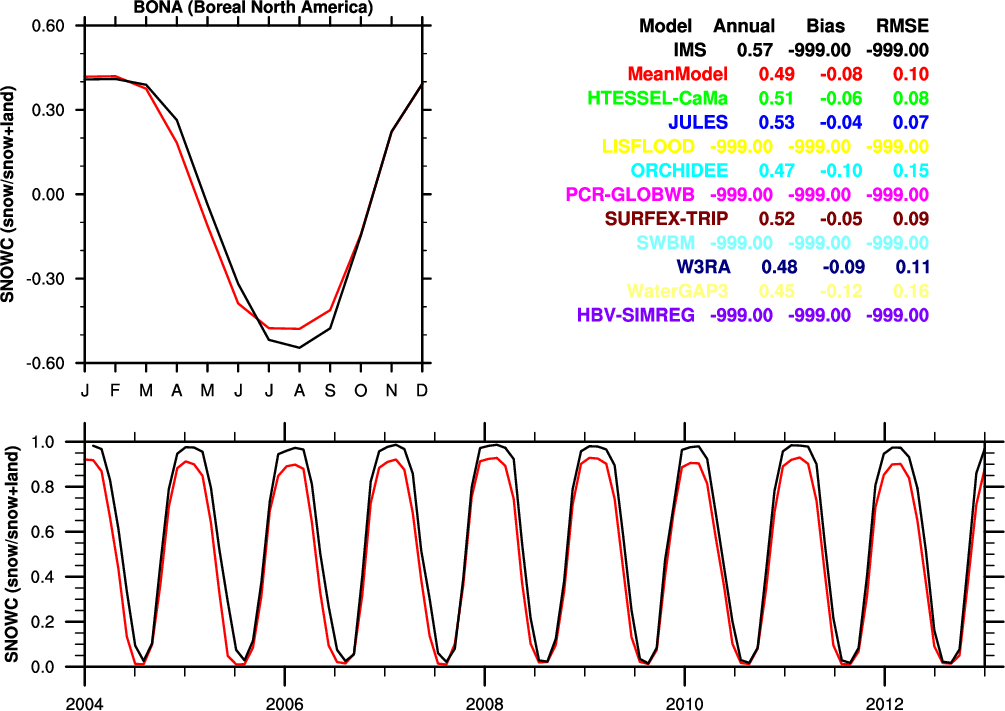 BONA (Boreal North America)
0.60
0.30
0.00
-0.30
-0.60
SNOWC (snow/snow+land)
J F M A M J J A S O N D
Model Annual Bias RMSE
IMS 0.57 -999.00 -999.00
MeanModel 0.49 -0.08 0.10
HTESSEL-CaMa 0.51 -0.06 0.08
JULES 0.53 -0.04 0.07
LISFLOOD -999.00 -999.00 -999.00
ORCHIDEE 0.47 -0.10 0.15
PCR-GLOBWB -999.00 -999.00 -999.00
SURFEX-TRIP 0.52 -0.05 0.09
SWBM -999.00 -999.00 -999.00
W3RA 0.48 -0.09 0.11
WaterGAP3 0.45 -0.12 0.16
HBV-SIMREG -999.00 -999.00 -999.00
1.0
0.8
0.6
0.4
0.2
0.0
SNOWC (snow/snow+land)
2004 2006 2008 2010 2012